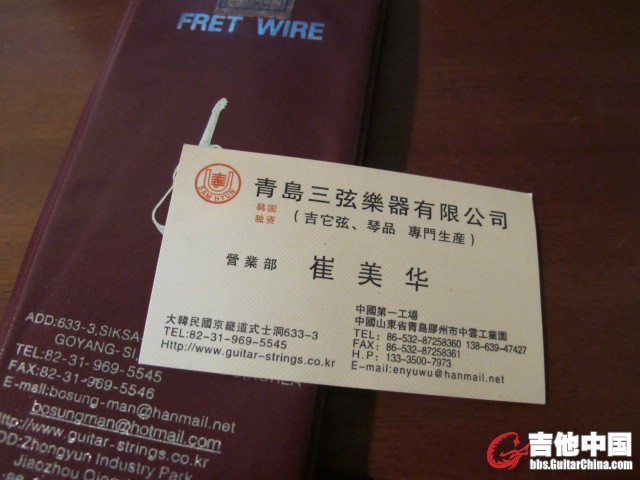 FRET WIRE
SAM HYUN
青島三弦樂器有限公司
韩国
独资
(吉它弦、琴品 專門生産)
營業部 崔美华
大韓民國京畿道式士洞633-3
TEL:82-31-969-5545
Http://www.guitar-strings.co.kr
中國第一工場
中國山東省青島膠州市中雲工業園
TEL: 86-532-87258360 138-639-47427
FAX: 86-532-87258361
H.P: 133-3500-7973
E-mail:enyuwu@hanmail.net
ADD:633-3,SIKSA
GOYANG-SI,
TEL:82-31-969-5545
FAX:82-31-969-5546
E-mail:bosung-man@hanmail.net
bosungman@hotmail.com
http://www.guitar-strings.co.kr
ADD:Zhongyun Industry Park
Jiaozhou
吉他中国
bbs.GuitarChina.com